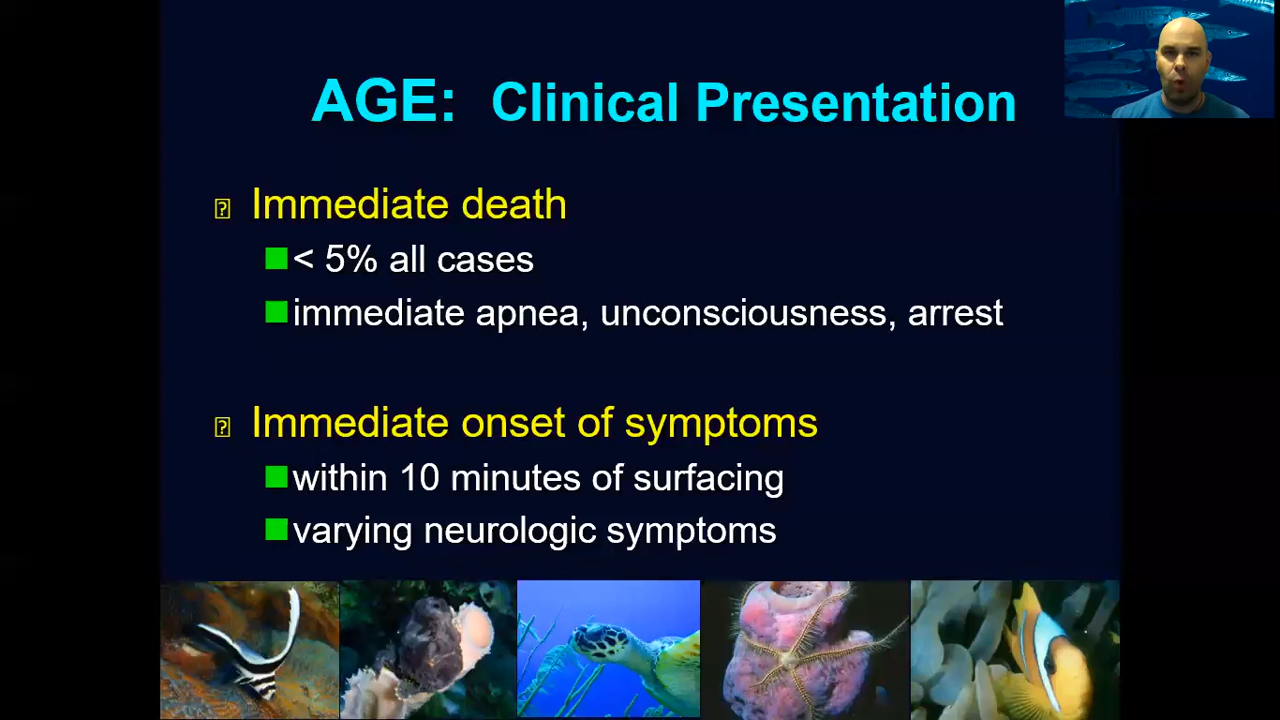 AGE: Clinical Presentation
Immediate death
< 5% all cases
immediate apnea, unconsciousness, arrest
Immediate onset of symptoms
within 10 minutes of surfacing
varying neurologic symptoms